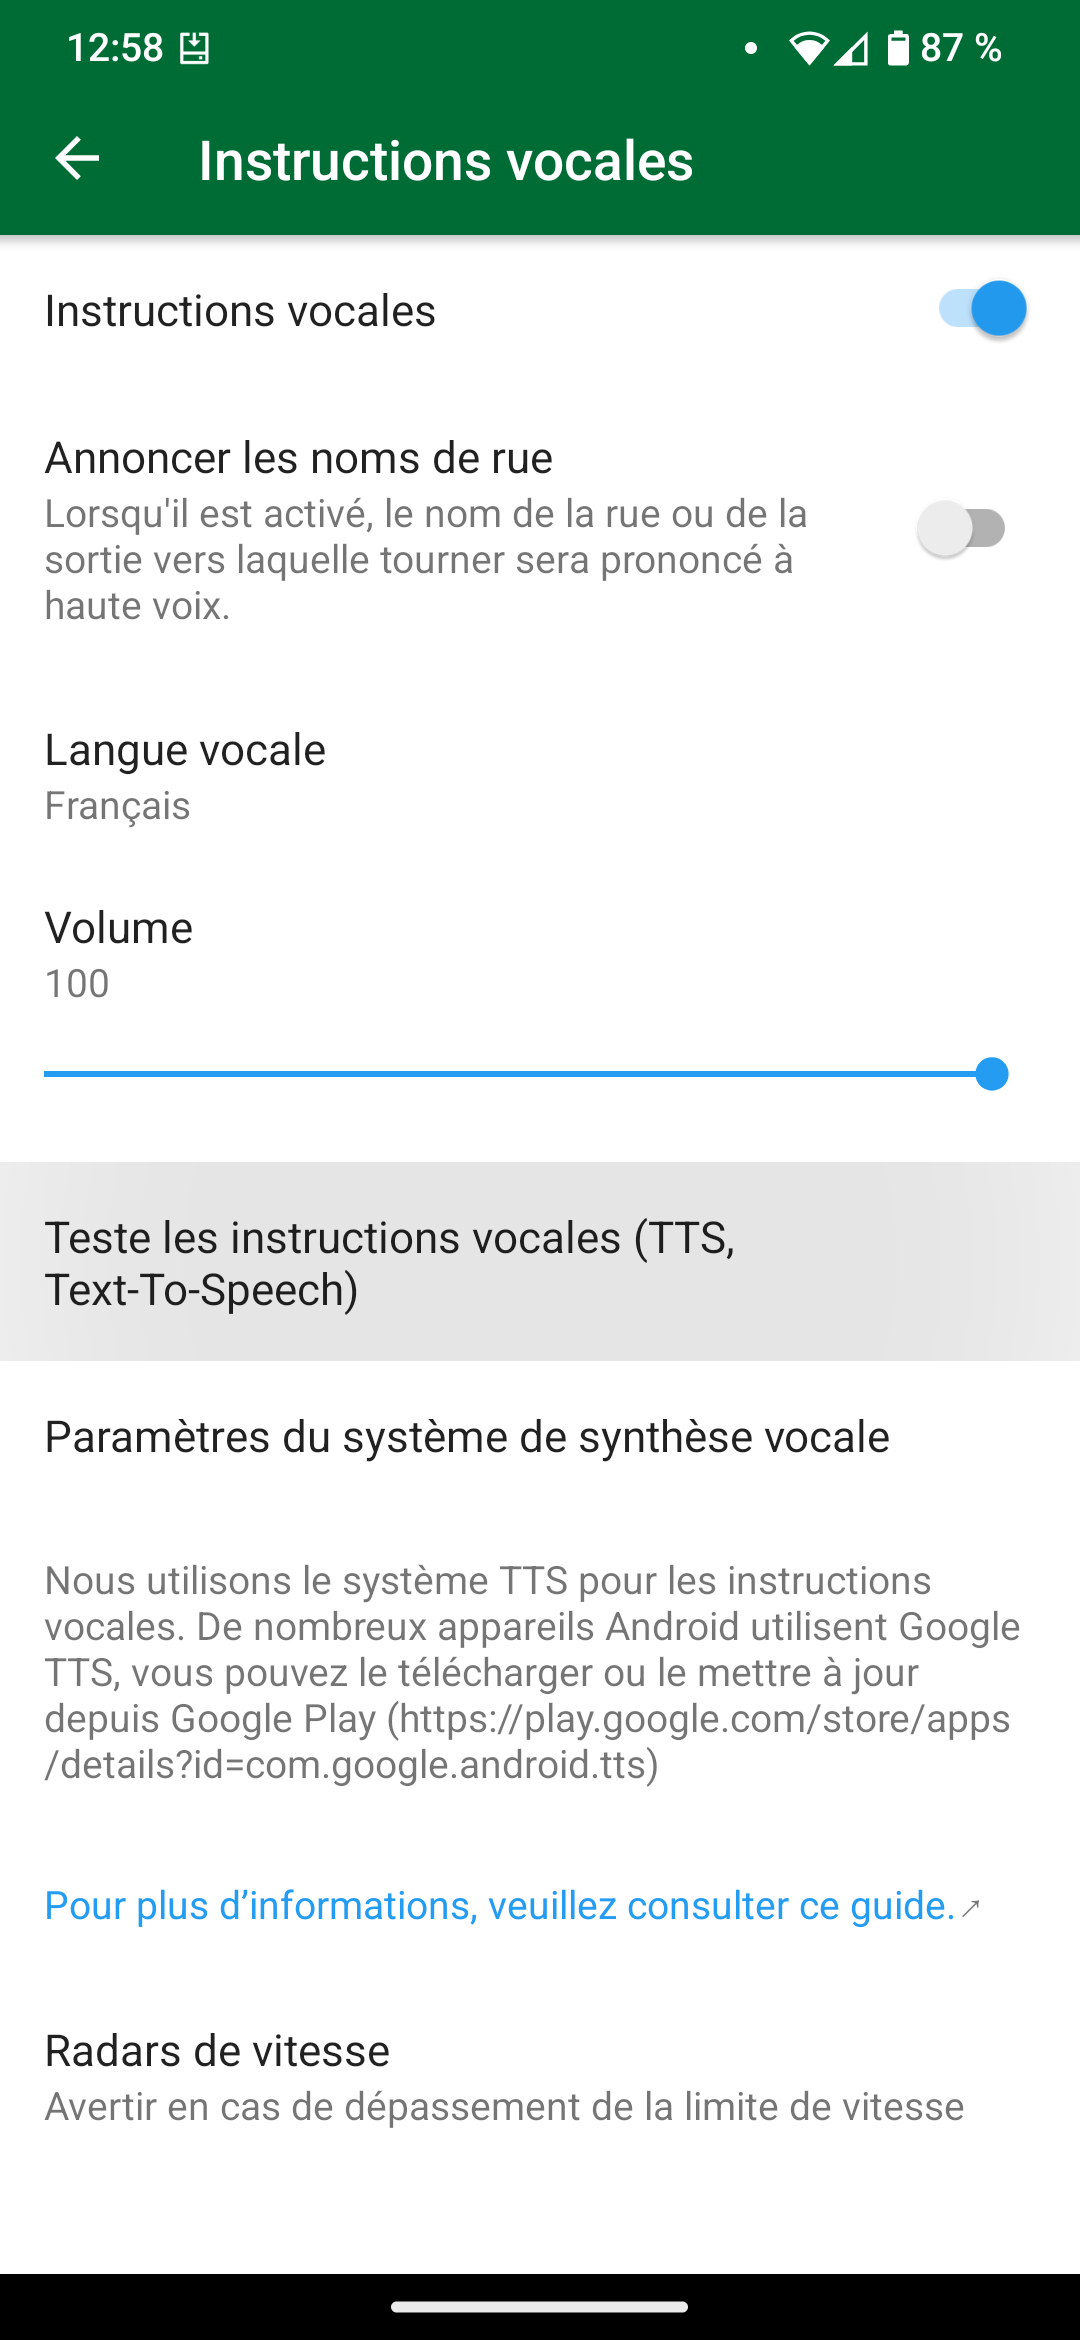 12:58
87 %
Instructions vocales
Instructions vocales
Annoncer les noms de rue
Lorsqu'il est activé, le nom de la rue ou de la
sortie vers laquelle tourner sera prononcé à
haute voix.
Langue vocale
Français
Volume
100
Teste les instructions vocales (TTS,
Text-To-Speech)
Paramètres du système de synthèse vocale
Nous utilisons le système TTS pour les instructions
vocales. De nombreux appareils Android utilisent Google
TTS, vous pouvez le télécharger ou le mettre à jour
depuis Google Play (https://play.google.com/store/apps
/details?id=com.google.android.tts)
Pour plus d’informations, veuillez consulter ce guide.↗
Radars de vitesse
Avertir en cas de dépassement de la limite de vitesse